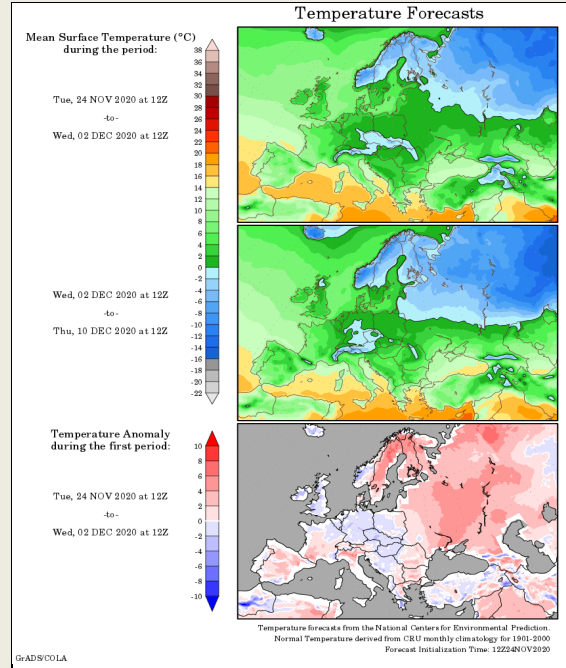 Temperature Forecasts
Mean Surface Temperature (°C)
during the period:
Tue, 24 NOV 2020 at 12Z
-to-
Wed, 02 DEC 2020 at 12Z
38
36
34
32
30
28
26
24
22
20
18
16
14
12
10
8
6
4
2
0
-2
-4
-6
-8
-10
-12
-14
-16
-18
-20
-22
Wed, 02 DEC 2020 at 12Z
-to-
Thu, 10 DEC 2020 at 12Z
Temperature Anomaly
during the first period:
Tue, 24 NOV 2020 at 12Z
-to-
Wed, 02 DEC 2020 at 12Z
10
8
6
4
2
0
-2
-4
-6
-8
-10
Temperature forecasts from the National Centers for Environmental Prediction.
Normal Temperature derived from CRU monthly climatology for 1901-2000
Forecast Initialization Time: 12Z24NOV2020
GrADS/COLA